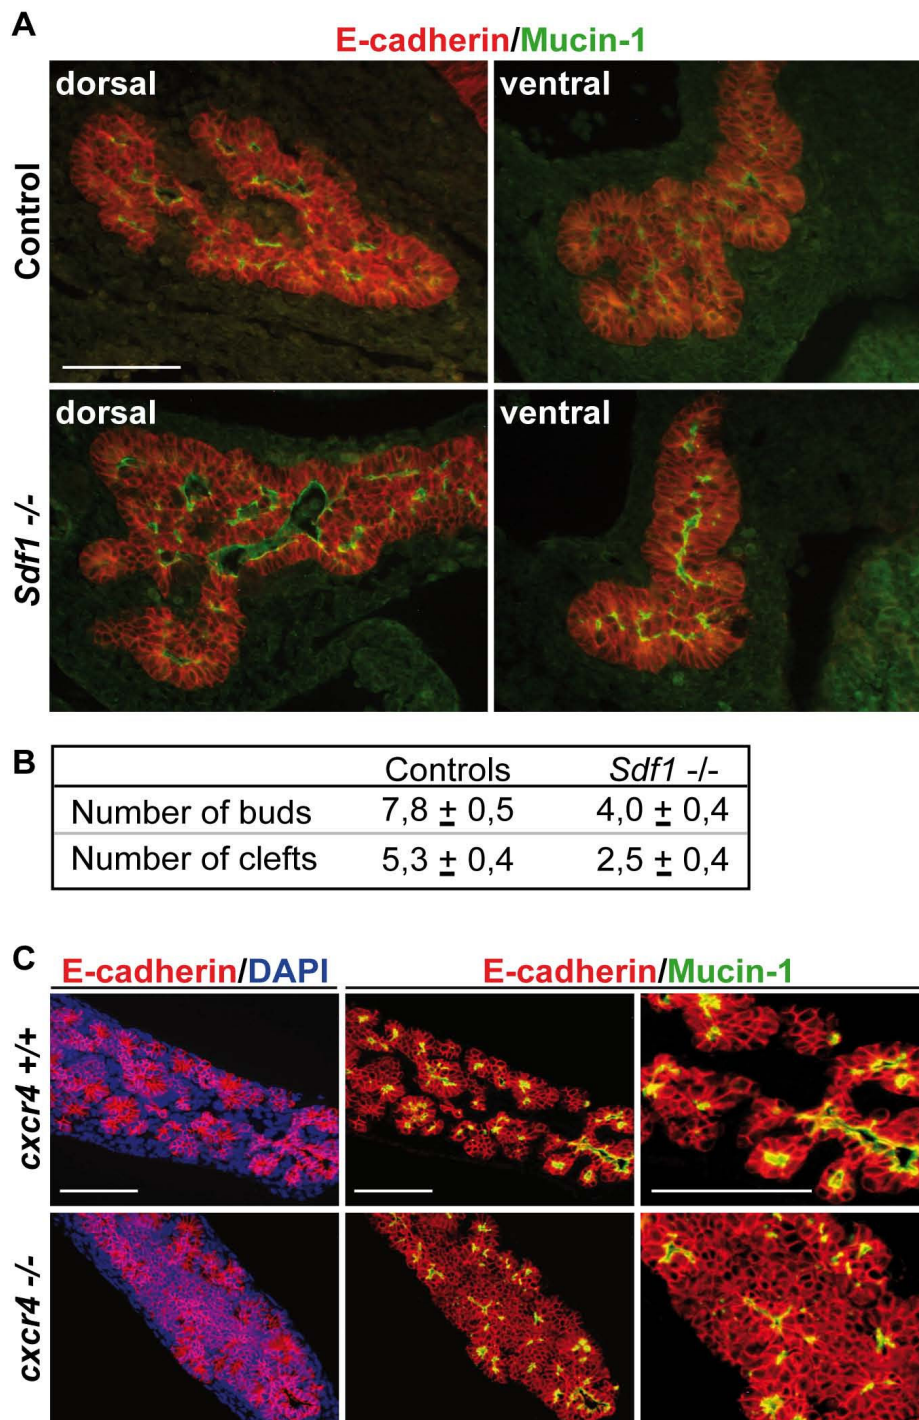 A
E-cadherin/Mucin-1
Control
dorsal
ventral
Sdf1 -/-
dorsal
ventral
B
Controls Sdf1 -/-
Number of buds 7,8 ± 0,5 4,0 ± 0,4
Number of clefts 5,3 ± 0,4 2,5 ± 0,4
C
E-cadherin/DAPI E-cadherin/Mucin-1
cxcr4 +/+
cxcr4 -/-